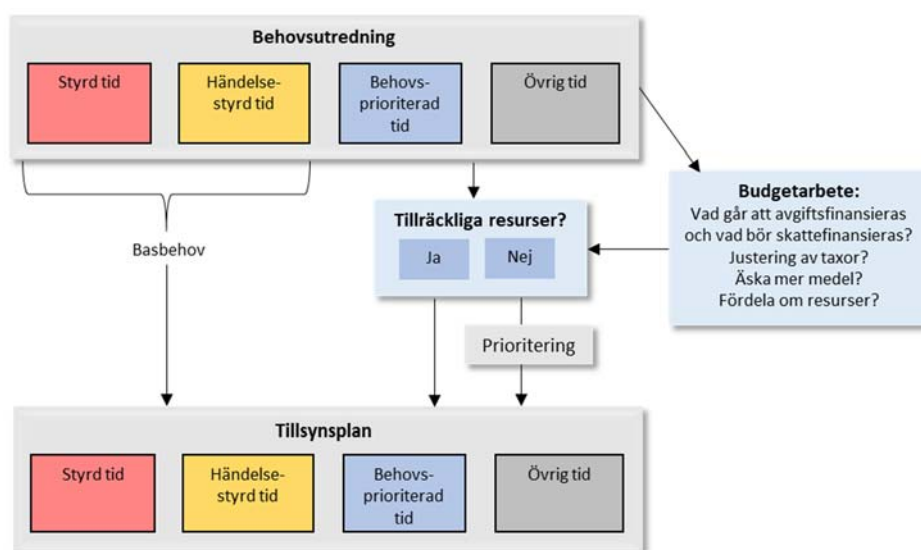 Behovsutredning
Styrd tid
Händelse-
styrd tid
Behovs-
prioriterad
tid
Övrig tid
Basbehov
Tillräckliga resurser?
Ja
Nej
Budgetarbete:
Vad går att avgiftsfinansieras
och vad bör skattefinansieras?
Justering av taxor?
Äska mer medel?
Fördela om resurser?
Prioritering
Tillsynsplan
Styrd tid
Händelse-
styrd tid
Behovs-
prioriterad
tid
Övrig tid